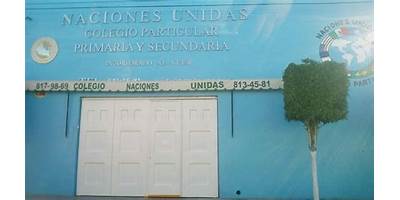 NACIONES UNIDAS
COLEGIO PARTICULAR
PRIMARIA Y SECUNDARIA
817-98-69 COLEGIO NACIONES UNIDAS 813-45-81